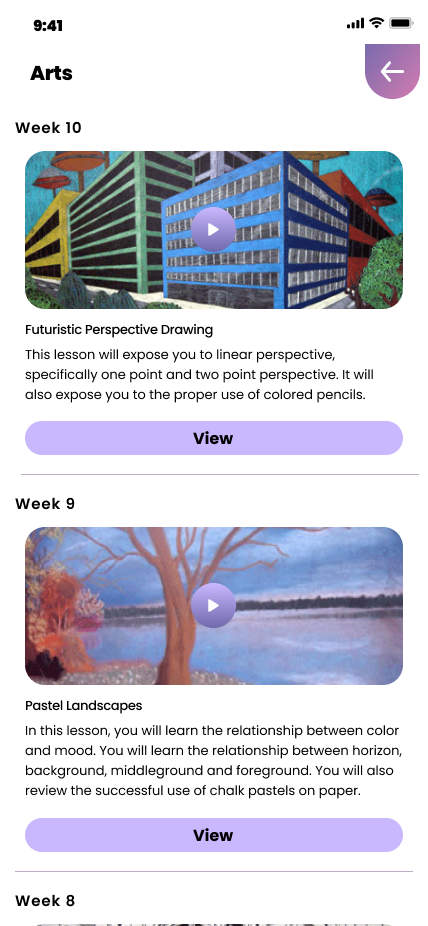 9:41
Arts
Week 10
Futuristic Perspective Drawing
This lesson will expose you to linear perspective,
specifically one point and two point perspective. It will
also expose you to the proper use of colored pencils.
View
Week 9
Pastel Landscapes
In this lesson, you will learn the relationship between color
and mood. You will learn the relationship between horizon,
background, middleground and foreground. You will also
review the successful use of chalk pastels on paper.
View
Week 8